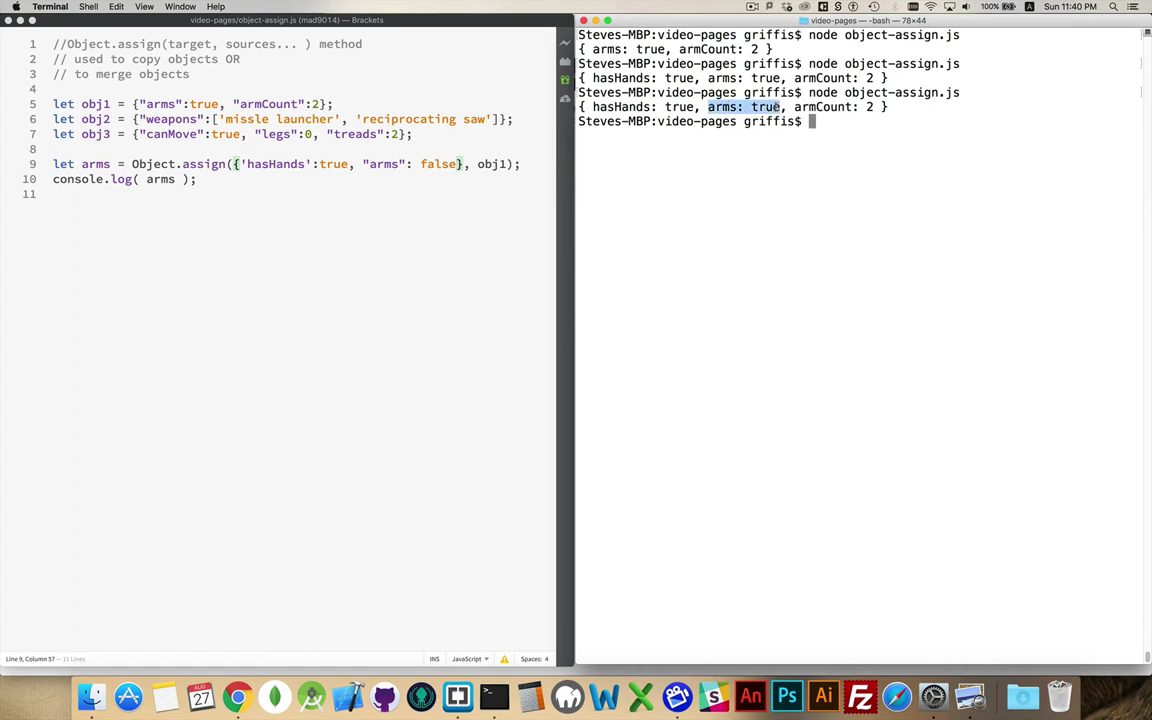 Terminal Shell Edit View Window Help 100% Sun 11:40 PM
video-pages/object-assign.js (mad9014) — Brackets
1 //Object.assign(target, sources... ) method
2 // used to copy objects OR
3 // to merge objects
4
5 let obj1 = {"arms":true, "armCount":2};
6 let obj2 = {"weapons":['missle launcher', 'reciprocating saw']};
7 let obj3 = {"canMove":true, "legs":0, "treads":2};
8
9 let arms = Object.assign({'hasHands':true, "arms": false}, obj1);
10 console.log( arms );
11
Line 9, Column 57 — 11 Lines
INS JavaScript Spaces: 4
video-pages — -bash — 78×44
Steves-MBP:video-pages griffis$ node object-assign.js
{ arms: true, armCount: 2 }
Steves-MBP:video-pages griffis$ node object-assign.js
{ hasHands: true, arms: true, armCount: 2 }
Steves-MBP:video-pages griffis$ node object-assign.js
{ hasHands: true, arms: true, armCount: 2 }
Steves-MBP:video-pages griffis$
AUG
27
An Ps Ai Fz